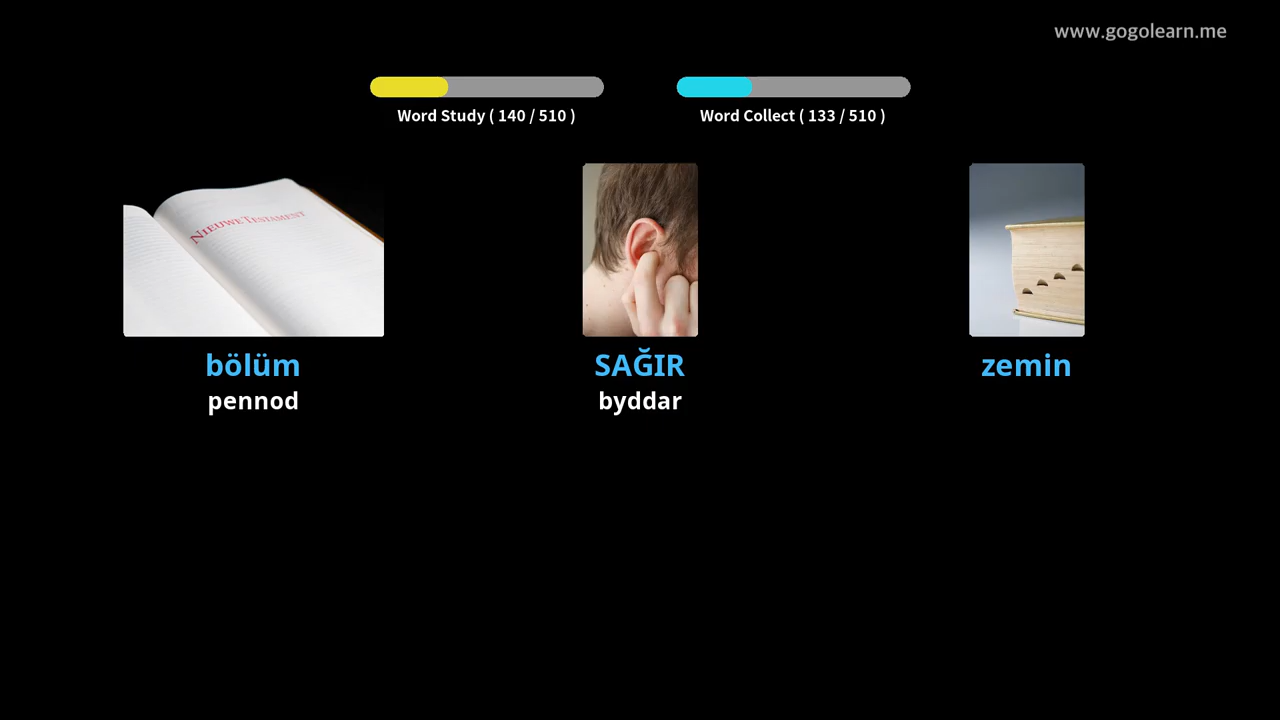 www.gogolearn.me
Word Study ( 140 / 510 )
Word Collect ( 133 / 510 )
NIEUWE TESTAMENT
bölüm
SAĞIR
zemin
pennod
byddar